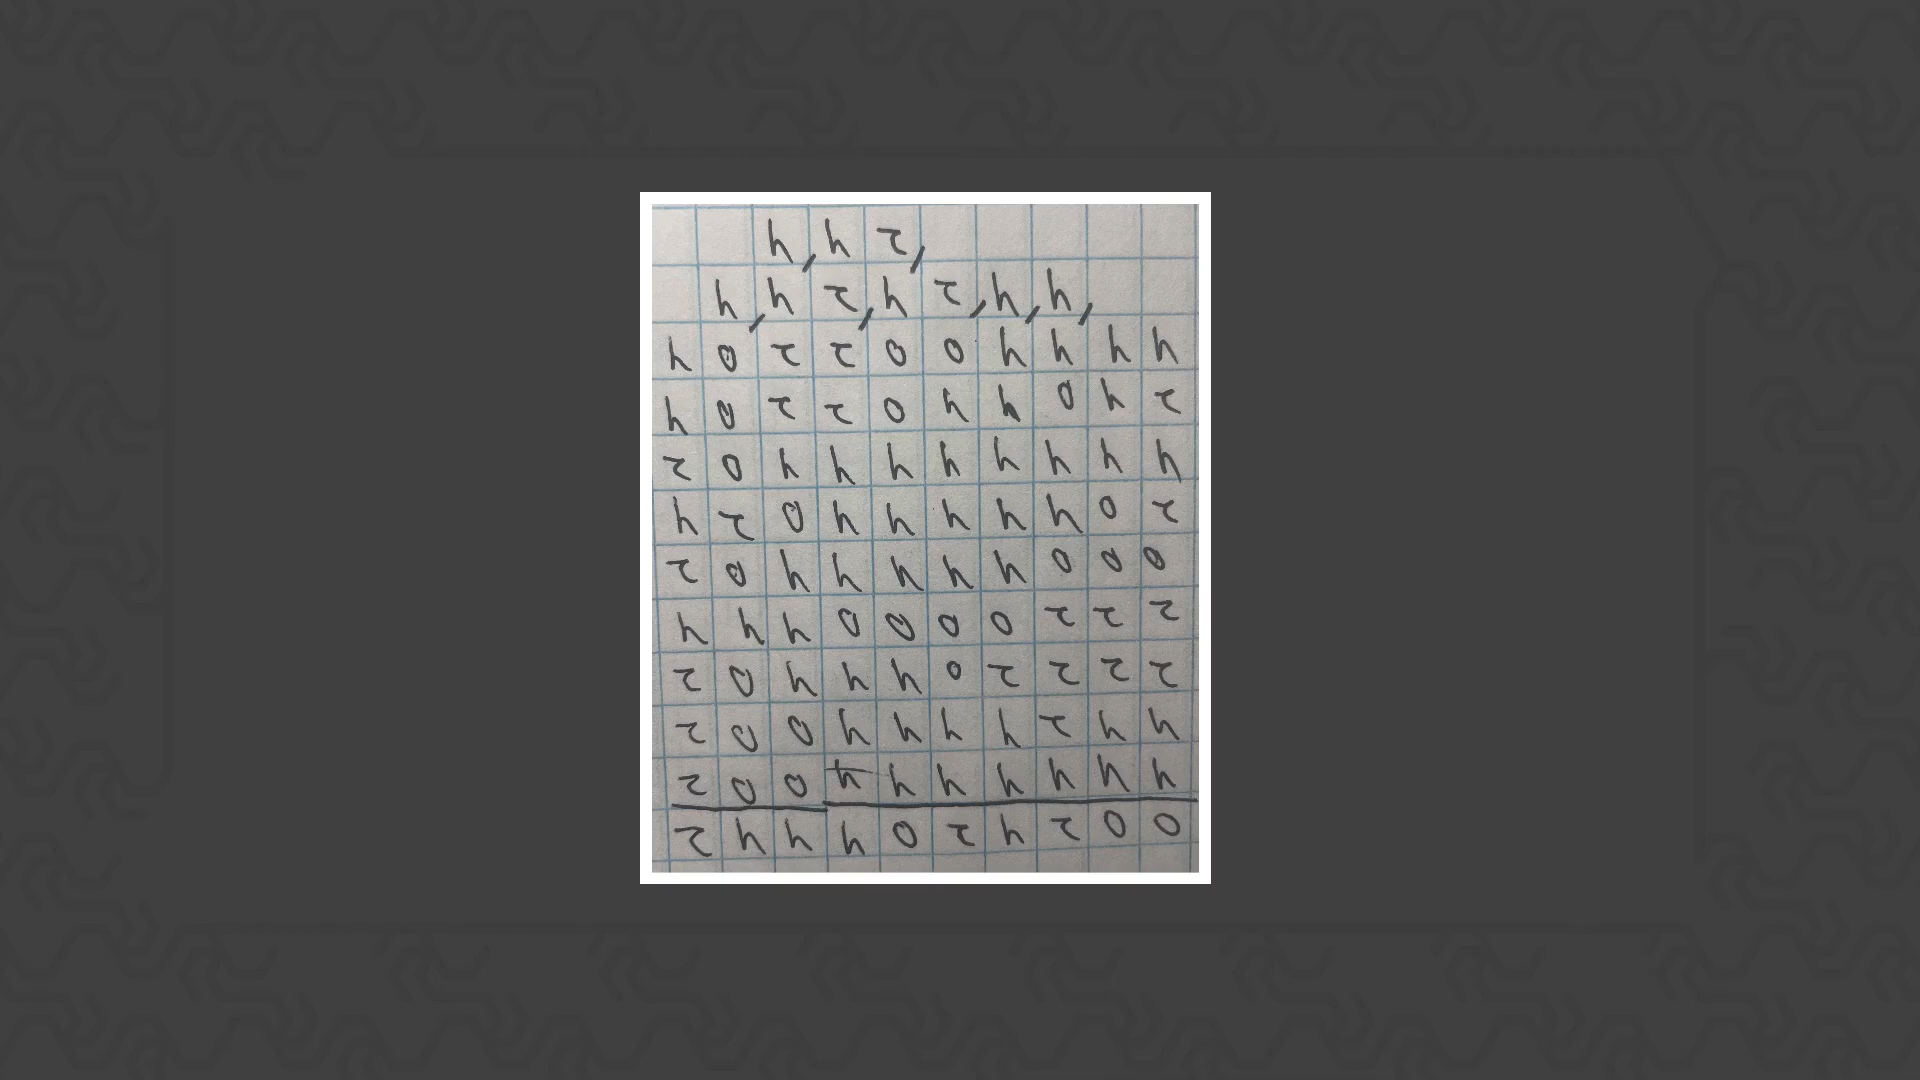 h, h τ,
h, h τ, h τ, h, h,
h 0 τ τ 0 0 h h h h
h 0 τ τ 0 h h 0 h τ
τ 0 h h h h h h h h
h τ 0 h h h h h 0 τ
τ 0 h h h h h 0 0 0
h h h 0 0 0 0 τ τ τ
τ 0 h h h 0 τ τ τ τ
τ 0 0 h h h h τ h h
τ 0 0 h h h h h h h
τ h h h 0 τ h τ 0 0